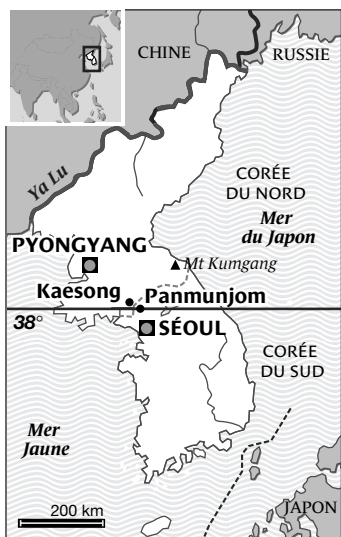 CHINE
RUSSIE
Ya Lu
CORÉE
DU NORD
Mer
du Japon
PYONGYANG
Mt Kumgang
Kaesong
Panmunjom
38°
SÉOUL
CORÉE
DU SUD
Mer
Jaune
200 km
JAPON